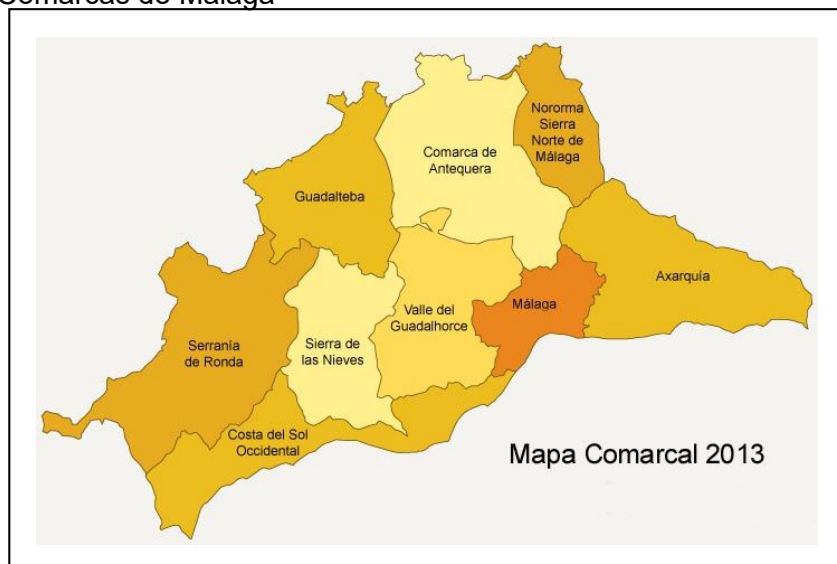 Comarcas de Málaga
Nororma
Sierra
Norte de
Málaga
Comarca de
Antequera
Guadalteba
Axarquía
Málaga
Valle del
Guadalhorce
Serranía
de Ronda
Sierra de
las Nieves
Costa del Sol
Occidental
Mapa Comarcal 2013